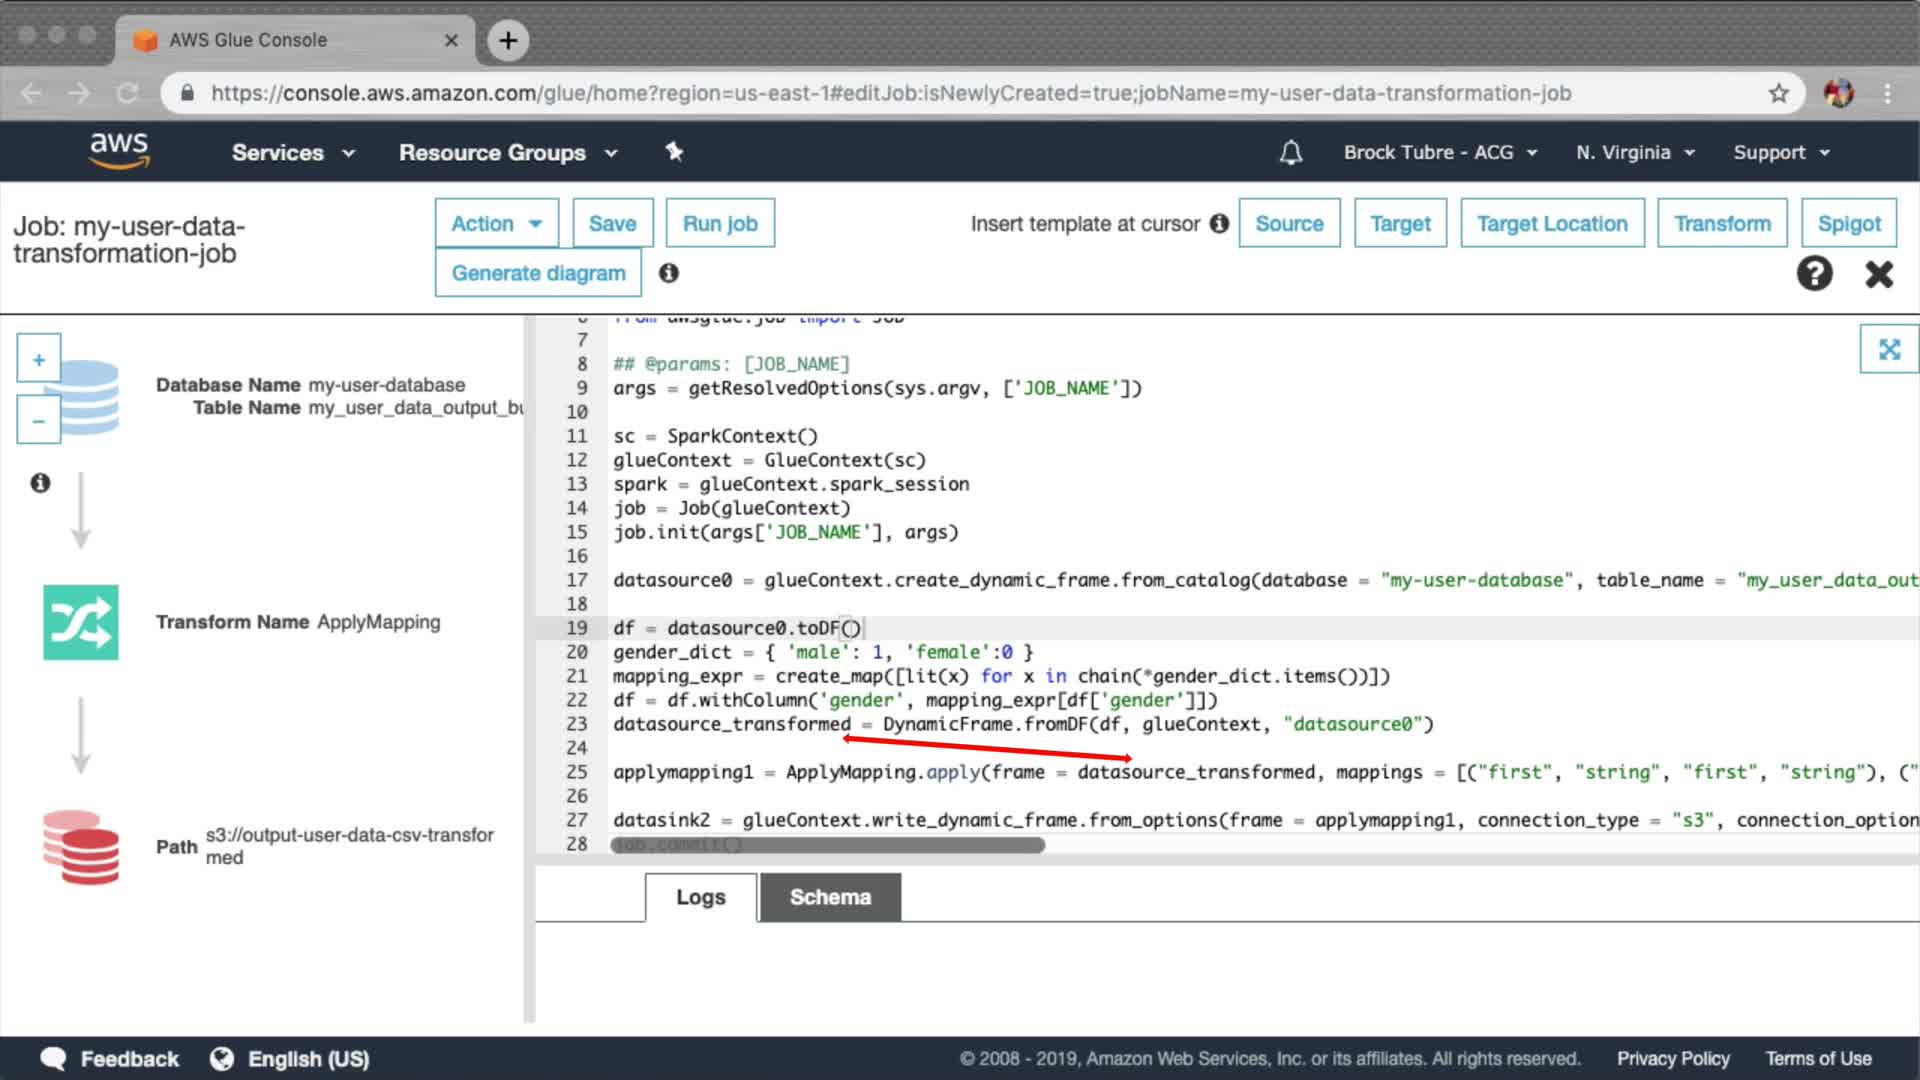 AWS Glue Console
https://console.aws.amazon.com/glue/home?region=us-east-1#editJob:isNewlyCreated=true;jobName=my-user-data-transformation-job
aws
Services
Resource Groups
Brock Tubre - ACG
N. Virginia
Support
Job: my-user-data-
transformation-job
Action
Save
Run job
Insert template at cursor
Source
Target
Target Location
Transform
Spigot
Generate diagram
Database Name my-user-database
Table Name my_user_data_output_bu
Transform Name ApplyMapping
Path s3://output-user-data-csv-transfor
med
6 from awsglue.job import Job
7
8 ## @params: [JOB_NAME]
9 args = getResolvedOptions(sys.argv, ['JOB_NAME'])
10
11 sc = SparkContext()
12 glueContext = GlueContext(sc)
13 spark = glueContext.spark_session
14 job = Job(glueContext)
15 job.init(args['JOB_NAME'], args)
16
17 datasource0 = glueContext.create_dynamic_frame.from_catalog(database = "my-user-database", table_name = "my_user_data_out
18
19 df = datasource0.toDF()
20 gender_dict = { 'male': 1, 'female':0 }
21 mapping_expr = create_map([lit(x) for x in chain(*gender_dict.items())])
22 df = df.withColumn('gender', mapping_expr[df['gender']])
23 datasource_transformed = DynamicFrame.fromDF(df, glueContext, "datasource0")
24
25 applymapping1 = ApplyMapping.apply(frame = datasource_transformed, mappings = [("first", "string", "first", "string"), ("
26
27 datasink2 = glueContext.write_dynamic_frame.from_options(frame = applymapping1, connection_type = "s3", connection_option
28 job.commit()
Logs
Schema
Feedback
English (US)
© 2008 - 2019, Amazon Web Services, Inc. or its affiliates. All rights reserved.
Privacy Policy
Terms of Use